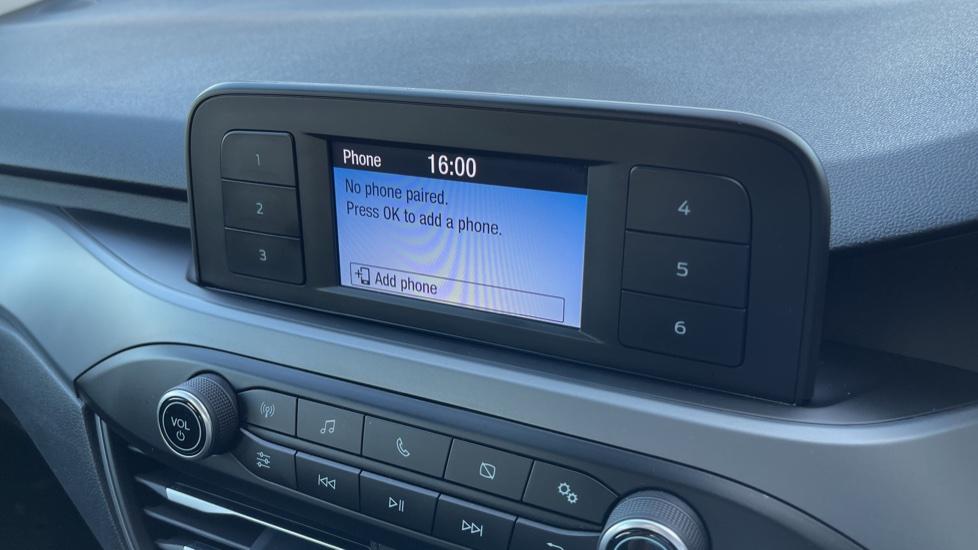 Phone 16:00
No phone paired.
Press OK to add a phone.
Add phone
1
2
3
4
5
6
VOL